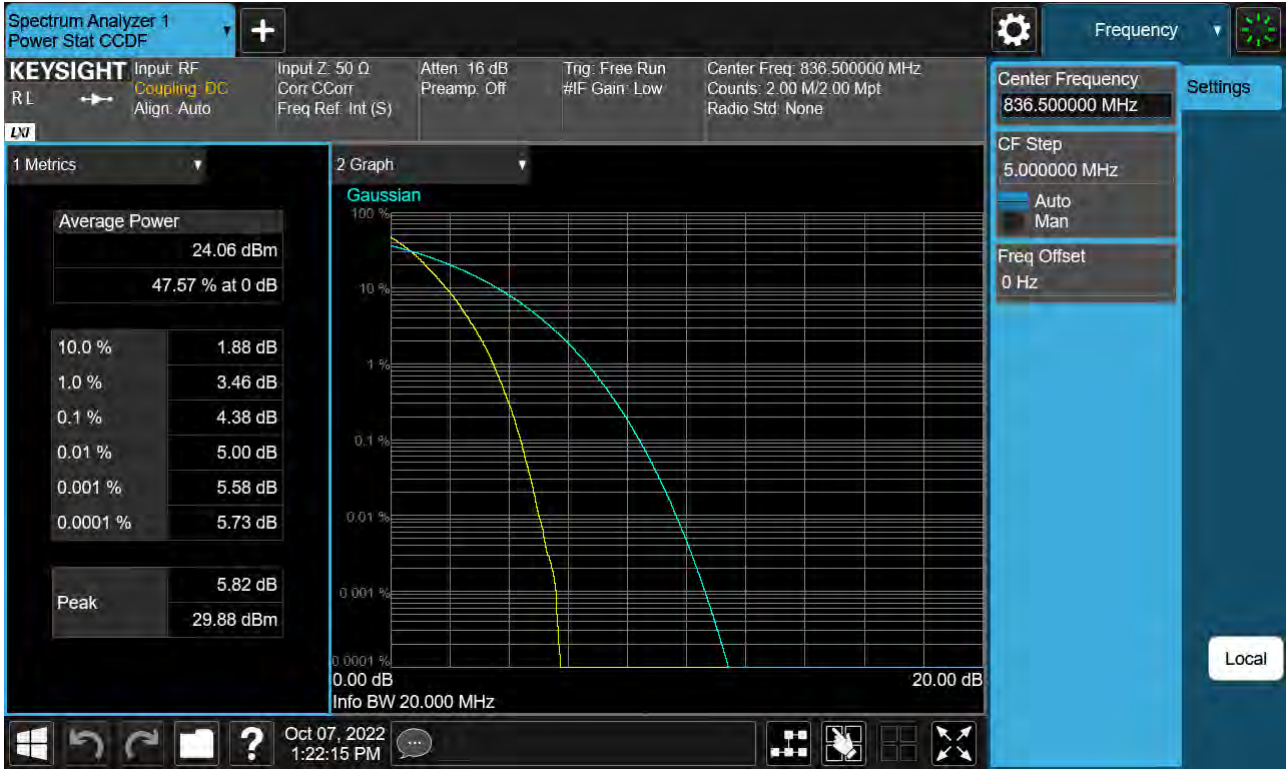 Spectrum Analyzer 1
Power Stat CCDF
Frequency
KEYSIGHT
R L
LXI
Input: RF
Coupling: DC
Align: Auto
Input Z: 50 Ω
Corr CCorr
Freq Ref: Int (S)
Atten: 16 dB
Preamp: Off
Trig: Free Run
#IF Gain: Low
Center Freq: 836.500000 MHz
Counts: 2.00 M/2.00 Mpt
Radio Std: None
Center Frequency
836.500000 MHz
CF Step
5.000000 MHz
Auto
Man
Freq Offset
0 Hz
Settings
Local
1 Metrics
Average Power
24.06 dBm
47.57 % at 0 dB
10.0 % 1.88 dB
1.0 % 3.46 dB
0.1 % 4.38 dB
0.01 % 5.00 dB
0.001 % 5.58 dB
0.0001 % 5.73 dB
Peak
5.82 dB
29.88 dBm
2 Graph
Gaussian
100 %
10 %
1 %
0.1 %
0.01 %
0.001 %
0.0001 %
0.00 dB 20.00 dB
Info BW 20.000 MHz
?
Oct 07, 2022
1:22:15 PM